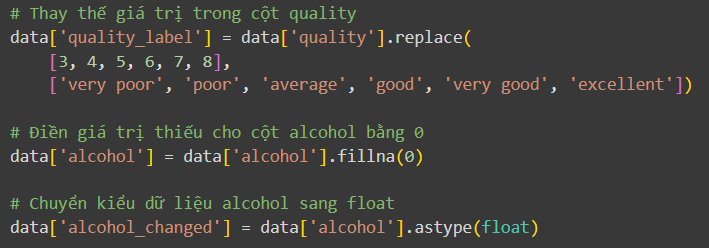 # Thay thế giá trị trong cột quality
data['quality_label'] = data['quality'].replace(
    [3, 4, 5, 6, 7, 8],
    ['very poor', 'poor', 'average', 'good', 'very good', 'excellent'])
# Điền giá trị thiếu cho cột alcohol bằng 0
data['alcohol'] = data['alcohol'].fillna(0)
# Chuyển kiểu dữ liệu alcohol sang float
data['alcohol_changed'] = data['alcohol'].astype(float)